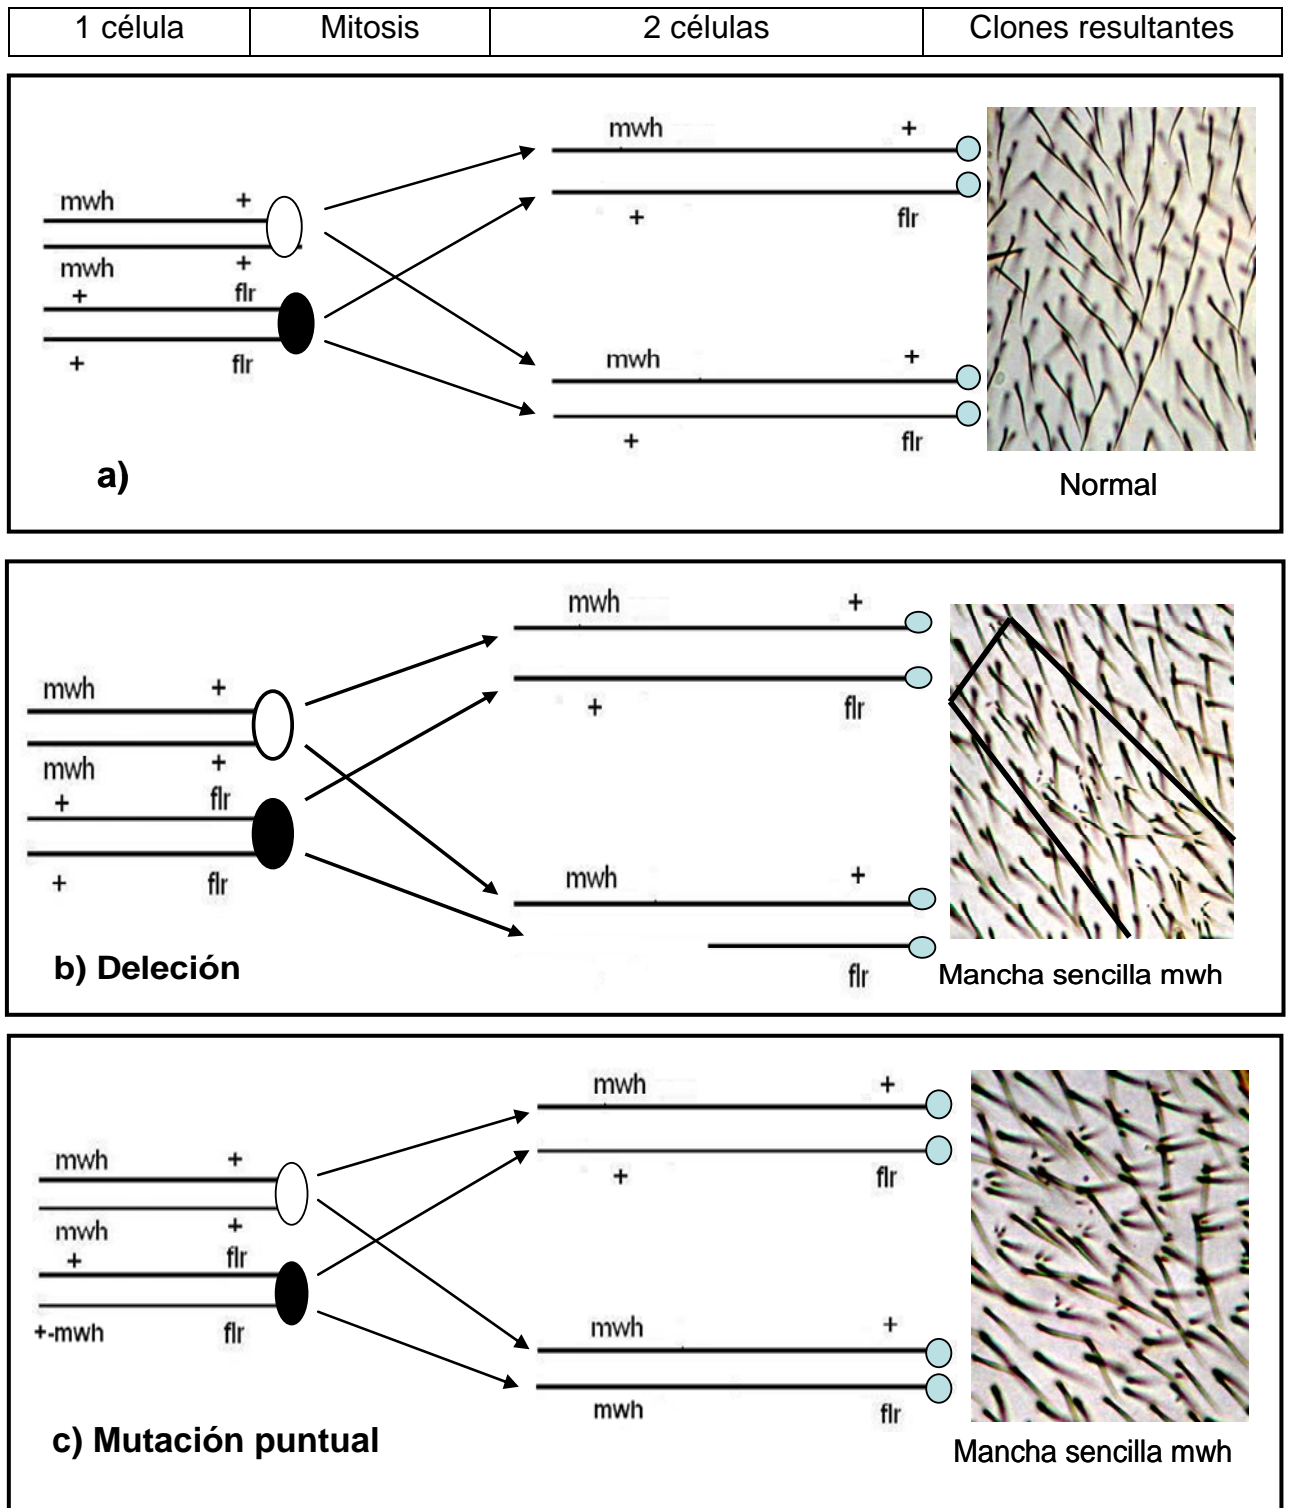 1 célula Mitosis 2 células Clones resultantes
mwh +
mwh +
mwh +
+ flr
+ flr
+ flr
mwh +
+ flr
a)
Normal
mwh +
mwh +
+ flr
mwh +
+ flr
+ flr
mwh +
flr
b) Deleción
Mancha sencilla mwh
mwh +
mwh +
+ flr
mwh +
+ flr
+-mwh flr
mwh +
mwh flr
c) Mutación puntual
Mancha sencilla mwh